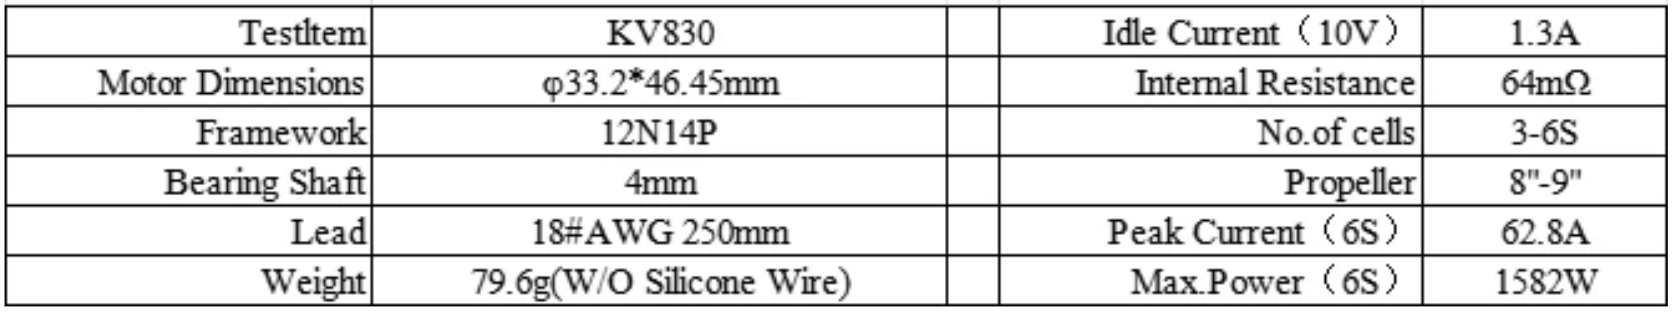 TestItem KV830 Idle Current（10V） 1.3A
Motor Dimensions φ33.2*46.45mm Internal Resistance 64mΩ
Framework 12N14P No.of cells 3-6S
Bearing Shaft 4mm Propeller 8"-9"
Lead 18#AWG 250mm Peak Current（6S） 62.8A
Weight 79.6g(W/O Silicone Wire) Max.Power（6S） 1582W